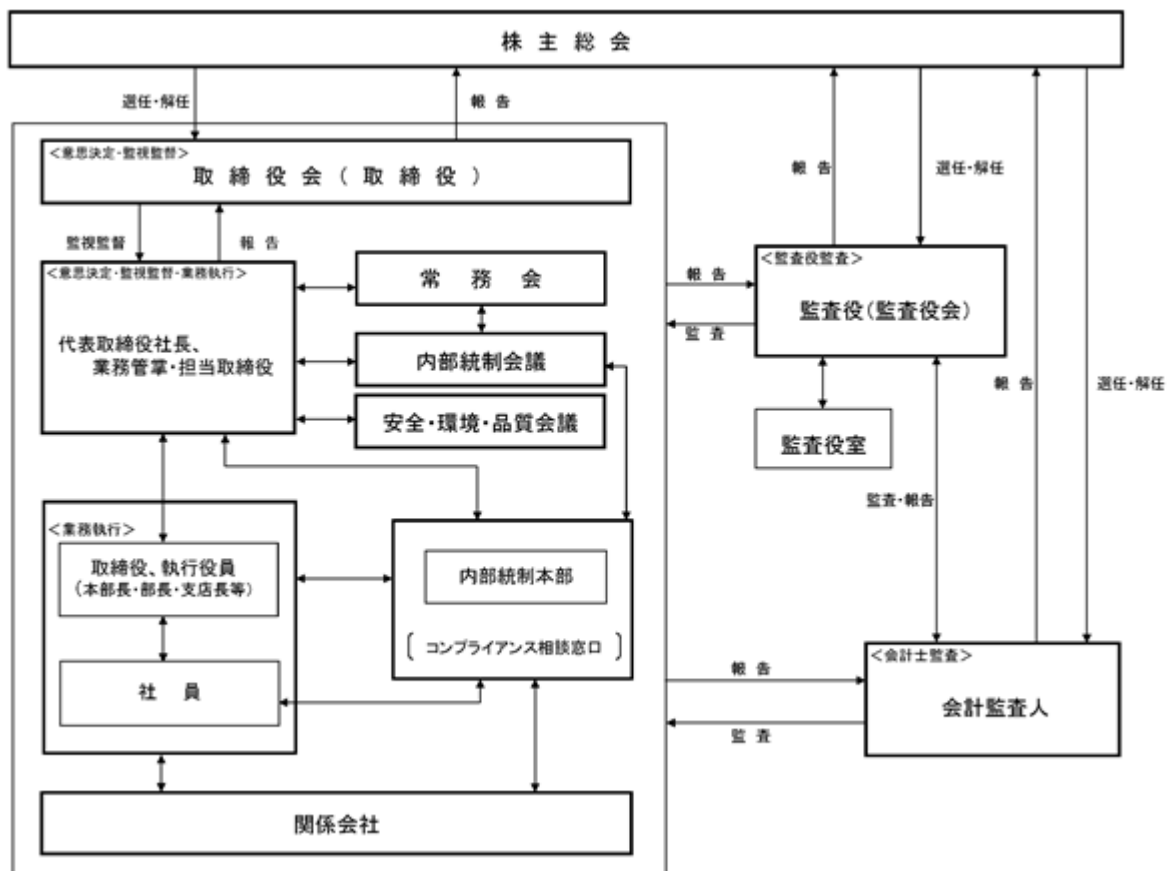 株主総会
選任・解任
報告
報告
選任・解任
報告
選任・解任
<意思決定・監視監督>
取締役会(取締役)
監視監督
報告
<意思決定・監視監督・業務執行>
代表取締役社長、
業務管掌・担当取締役
常務会
内部統制会議
安全・環境・品質会議
報告
監査
<監査役監査>
監査役(監査役会)
監査役室
監査・報告
<業務執行>
取締役、執行役員
(本部長・部長・支店長等)
社員
内部統制本部
〔コンプライアンス相談窓口〕
報告
監査
<会計士監査>
会計監査人
関係会社